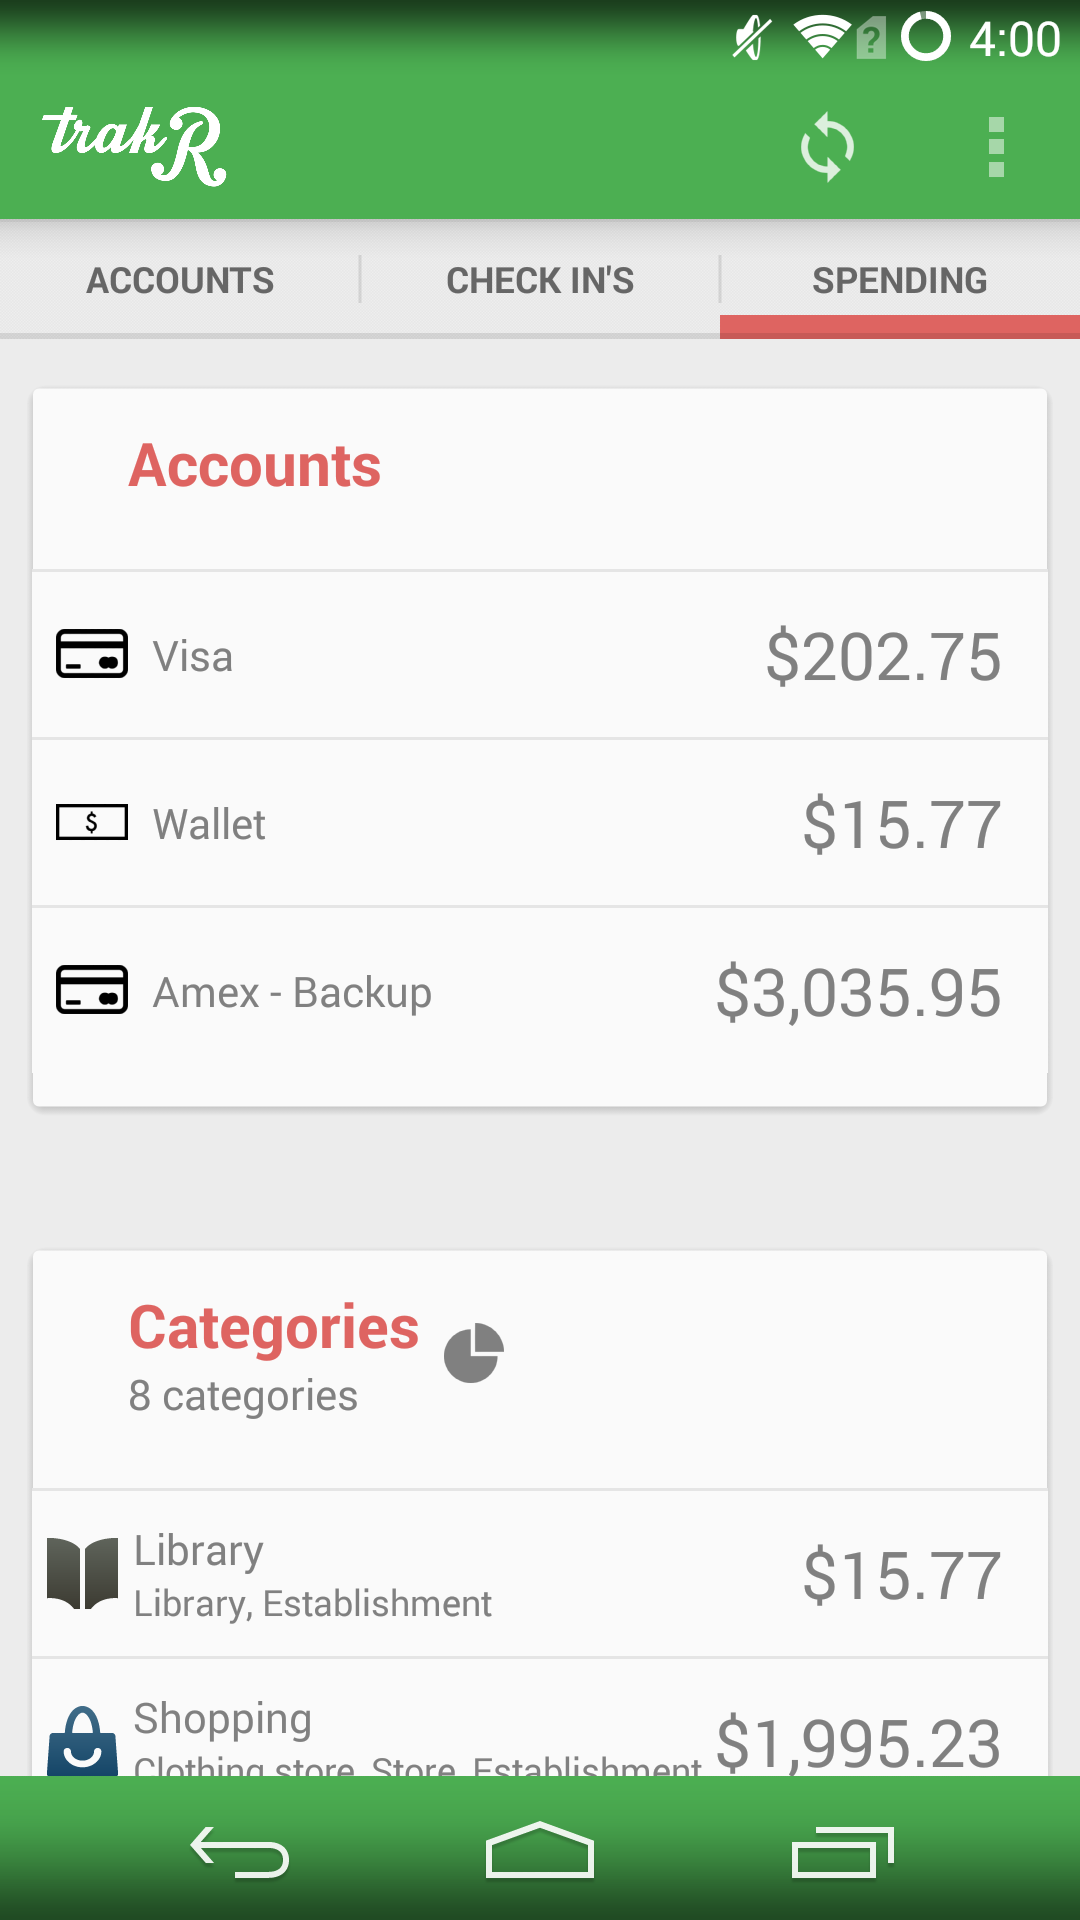 4:00
trakR
ACCOUNTS
CHECK IN'S
SPENDING
Accounts
Visa
$202.75
$
Wallet
$15.77
Amex - Backup
$3,035.95
Categories
8 categories
Library
$15.77
Library, Establishment
Shopping
$1,995.23
Clothing store, Store, Establishment